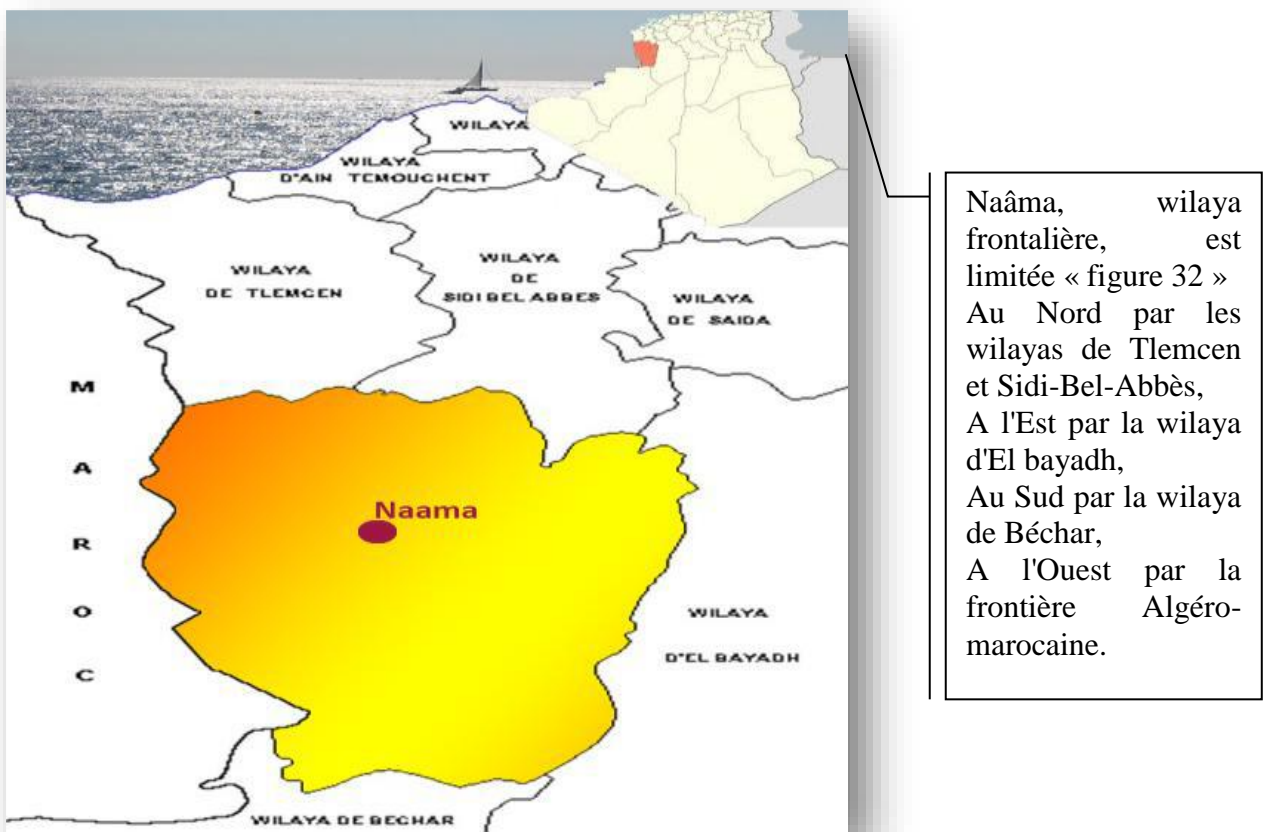 WILAYA
WILAYA
D'AIN TEMOUCHENT
WILAYA
DE TLEMCEN
WILAYA
DE
SIDI BEL ABBES
WILAYA
DE SAIDA
M
A
R
O
C
Naama
WILAYA
D'EL BAYADH
WILAYA DE BECHAR
Naâma, wilaya
frontalière, est
limitée « figure 32 »
Au Nord par les
wilayas de Tlemcen
et Sidi-Bel-Abbès,
A l'Est par la wilaya
d'El bayadh,
Au Sud par la wilaya
de Béchar,
A l'Ouest par la
frontière Algéro-
marocaine.